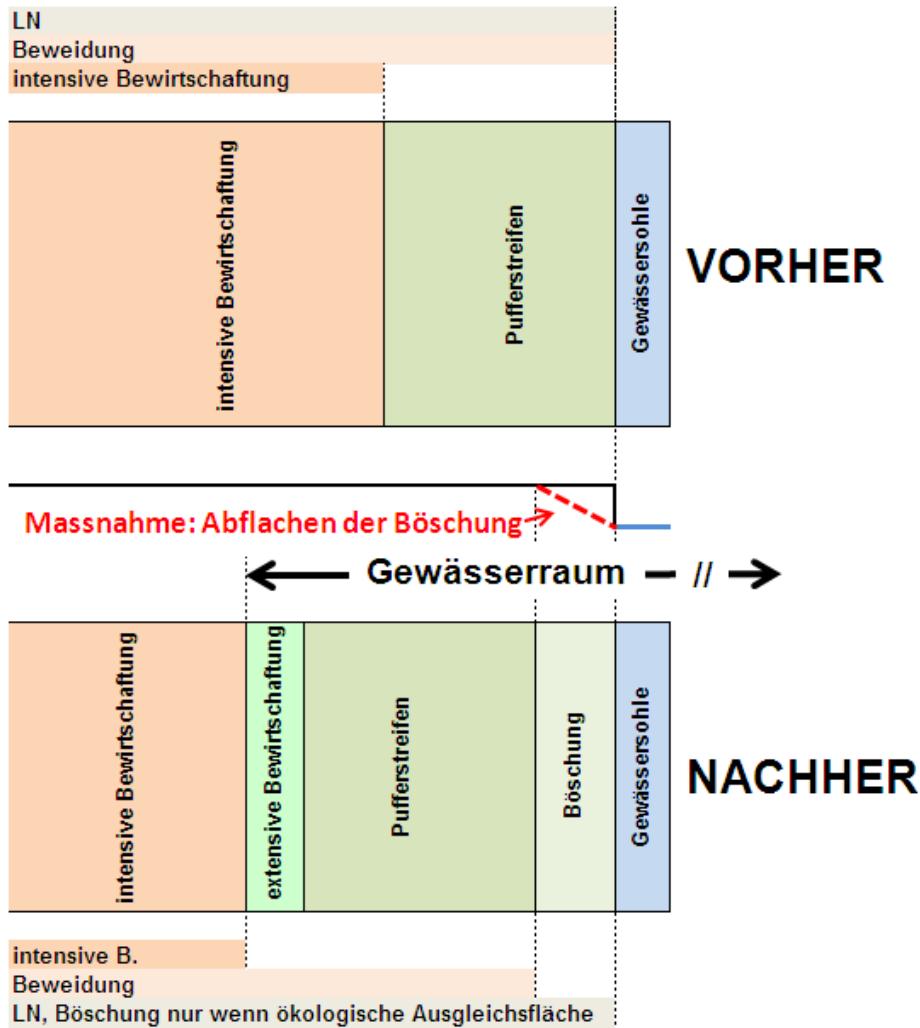 LN
Beweidung
intensive Bewirtschaftung
intensive Bewirtschaftung
Pufferstreifen
Gewässersohle
VORHER
Massnahme: Abflachen der Böschung
Gewässerraum
//
intensive Bewirtschaftung
extensive Bewirtschaftung
Pufferstreifen
Böschung
Gewässersohle
NACHHER
intensive B.
Beweidung
LN, Böschung nur wenn ökologische Ausgleichsfläche